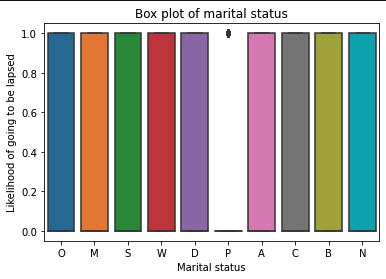 Box plot of marital status
Likelihood of going to be lapsed
1.0
0.8
0.6
0.4
0.2
0.0
O M S W D P A C B N
Marital status